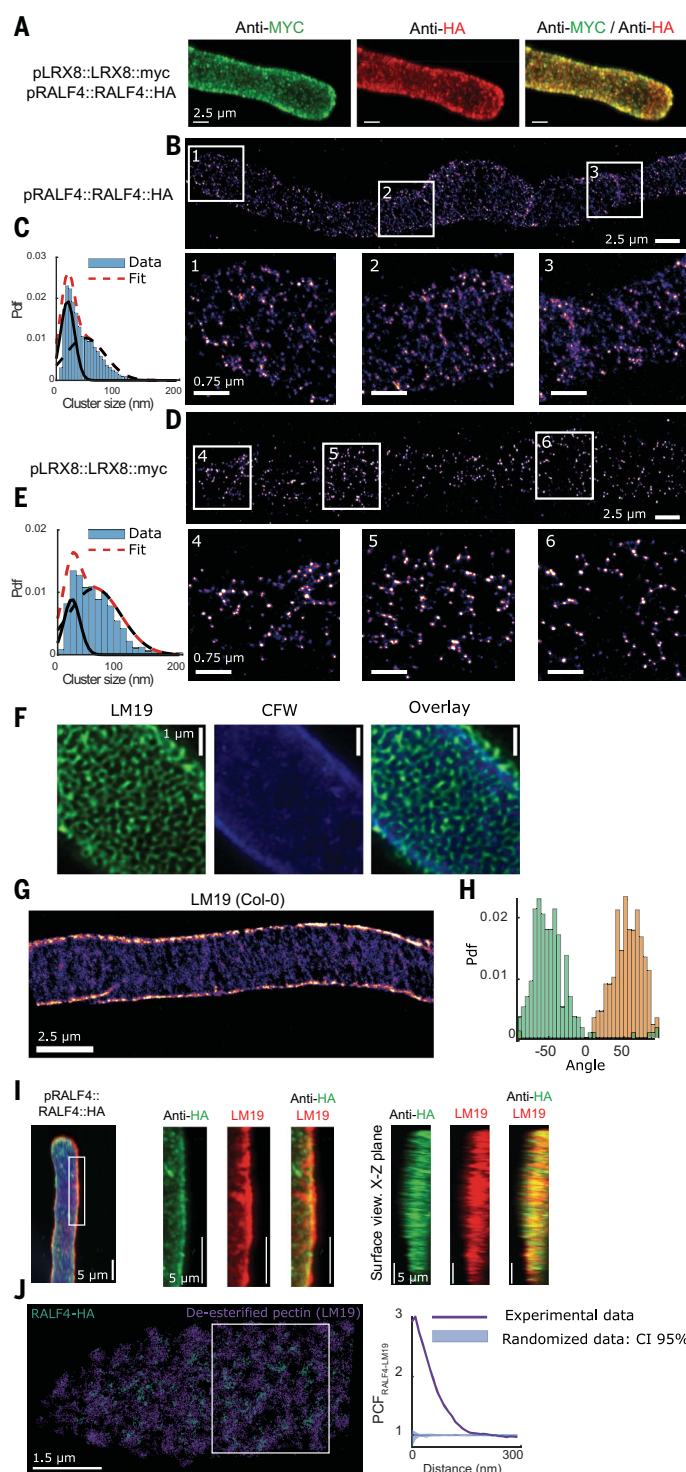 A
Anti-MYC
Anti-HA
Anti-MYC / Anti-HA
pLRX8::LRX8::myc
pRALF4::RALF4::HA
2.5 µm
B
pRALF4::RALF4::HA
1
2
3
2.5 µm
C
Data
Fit
0.03
0.02
0.01
0
Pdf
0
100
200
Cluster size (nm)
1
2
3
0.75 µm
D
pLRX8::LRX8::myc
4
5
6
2.5 µm
E
Data
Fit
0.02
0.01
0
Pdf
0
100
200
Cluster size (nm)
4
5
6
0.75 µm
F
LM19
CFW
Overlay
1 µm
G
LM19 (Col-0)
2.5 µm
H
0.02
0.01
0
Pdf
-50
0
50
Angle
I
pRALF4::
RALF4::HA
5 µm
Anti-HA
LM19
Anti-HA
LM19
5 µm
Surface view. X-Z plane
Anti-HA
LM19
Anti-HA
LM19
5 µm
J
RALF4-HA
De-esterified pectin (LM19)
1.5 µm
3
2
1
PCF RALF4-LM19
Experimental data
Randomized data: CI 95%
0
300
Distance (nm)